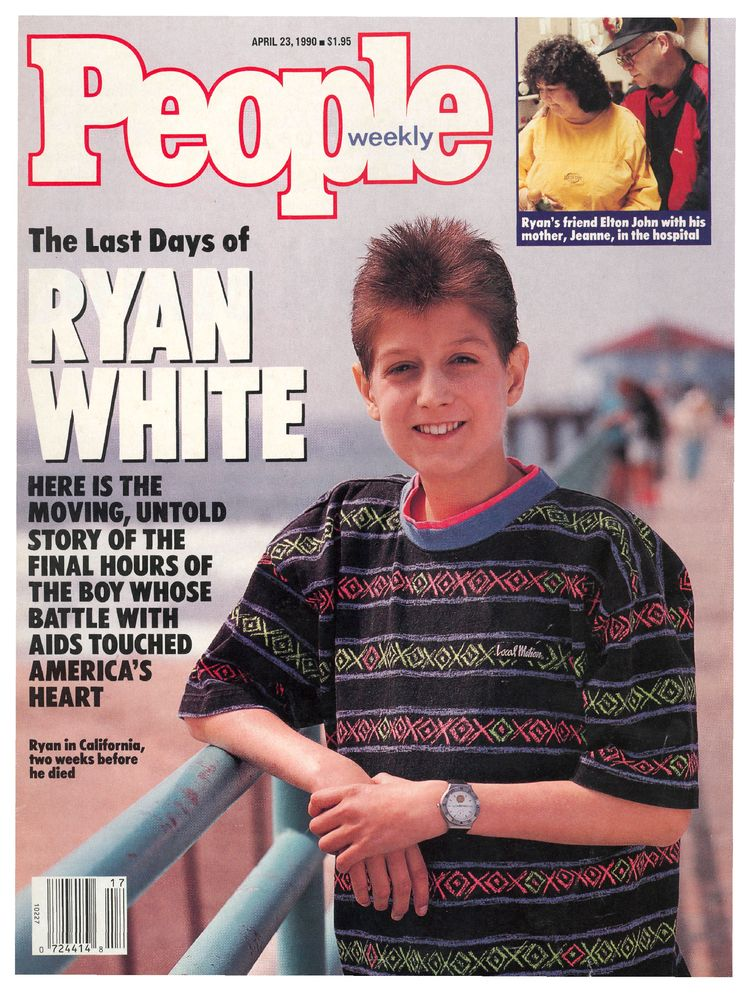 APRIL 23, 1990 ■ $1.95
People
weekly
Ryan's friend Elton John with his
mother, Jeanne, in the hospital
The Last Days of
RYAN
WHITE
HERE IS THE
MOVING, UNTOLD
STORY OF THE
FINAL HOURS OF
THE BOY WHOSE
BATTLE WITH
AIDS TOUCHED
AMERICA'S
HEART
Local Motion
Ryan in California,
two weeks before
he died
17
10227
0 724414 8